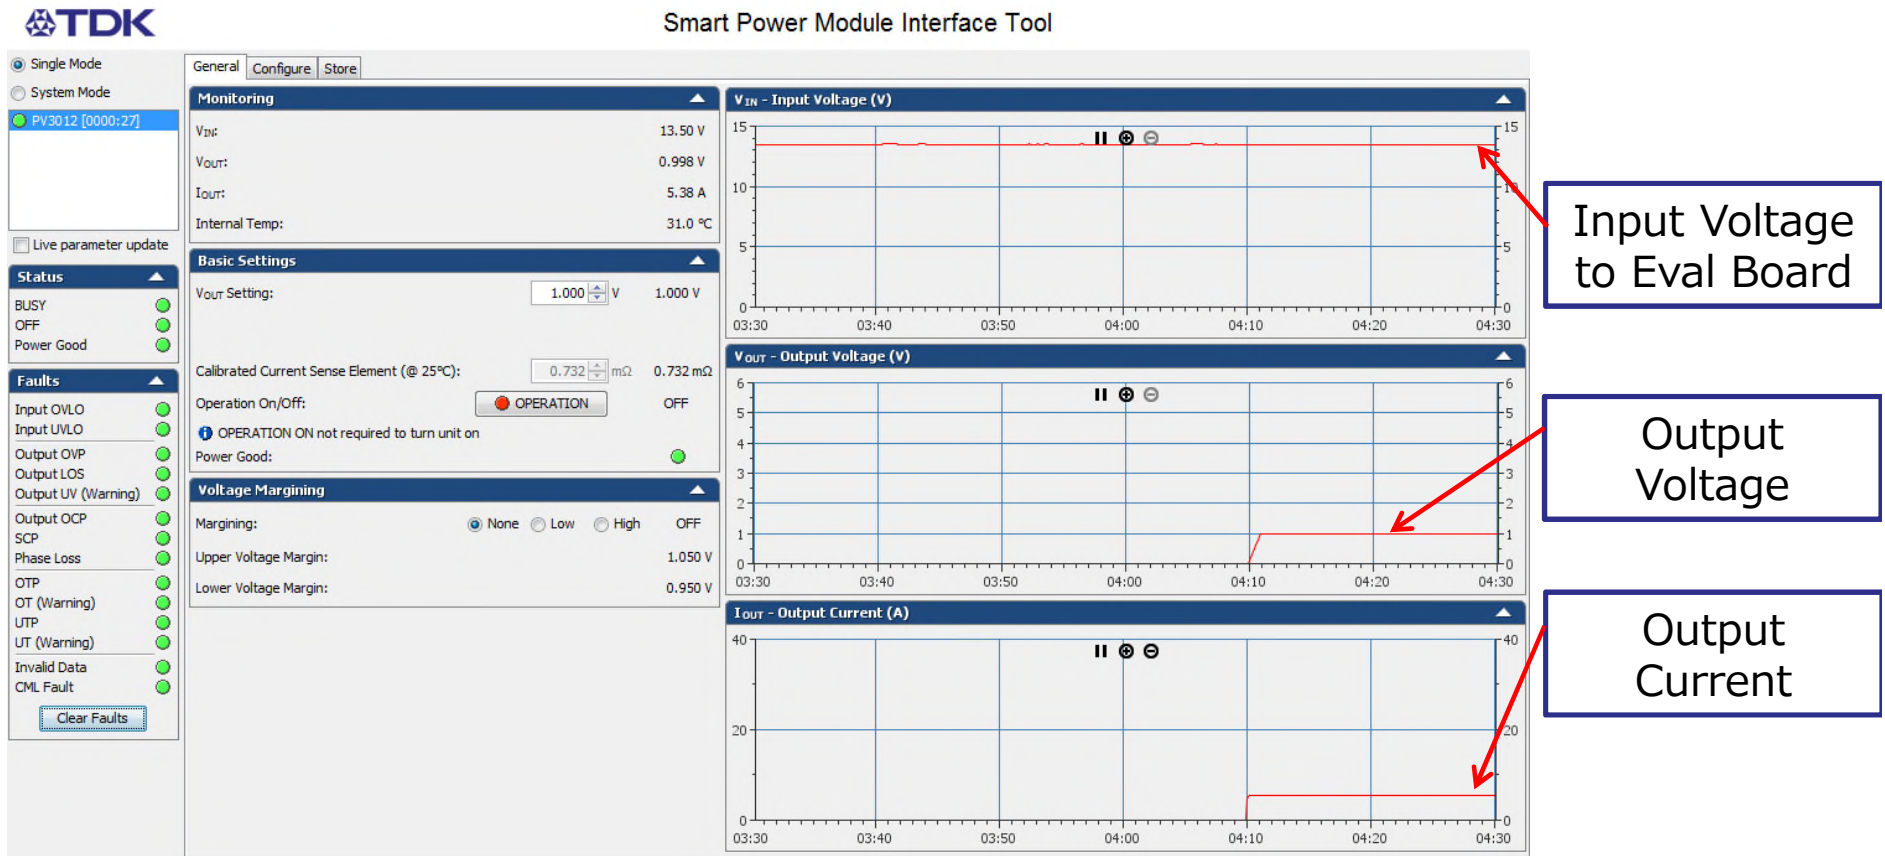 TDK
Smart Power Module Interface Tool
Single Mode
System Mode
PV3012 [0000:27]
Live parameter update
Status
BUSY
OFF
Power Good
Faults
Input OVLO
Input UVLO
Output OVP
Output LOS
Output UV (Warning)
Output OCP
SCP
Phase Loss
OTP
OT (Warning)
UTP
UT (Warning)
Invalid Data
CML Fault
Clear Faults
General Configure Store
Monitoring
VIN: 13.50 V
VOUT: 0.998 V
IOUT: 5.38 A
Internal Temp: 31.0 ºC
Basic Settings
VOUT Setting: 1.000 V 1.000 V
Calibrated Current Sense Element (@ 25ºC): 0.732 mΩ 0.732 mΩ
Operation On/Off: OPERATION OFF
OPERATION ON not required to turn unit on
Power Good:
Voltage Margining
Margining: None Low High OFF
Upper Voltage Margin: 1.050 V
Lower Voltage Margin: 0.950 V
VIN - Input Voltage (V)
15 15
10 10
5 5
0 0
03:30 03:40 03:50 04:00 04:10 04:20 04:30
VOUT - Output Voltage (V)
6 6
5 5
4 4
3 3
2 2
1 1
0 0
03:30 03:40 03:50 04:00 04:10 04:20 04:30
IOUT - Output Current (A)
40 40
20 20
0 0
03:30 03:40 03:50 04:00 04:10 04:20 04:30
Input Voltage
to Eval Board
Output
Voltage
Output
Current